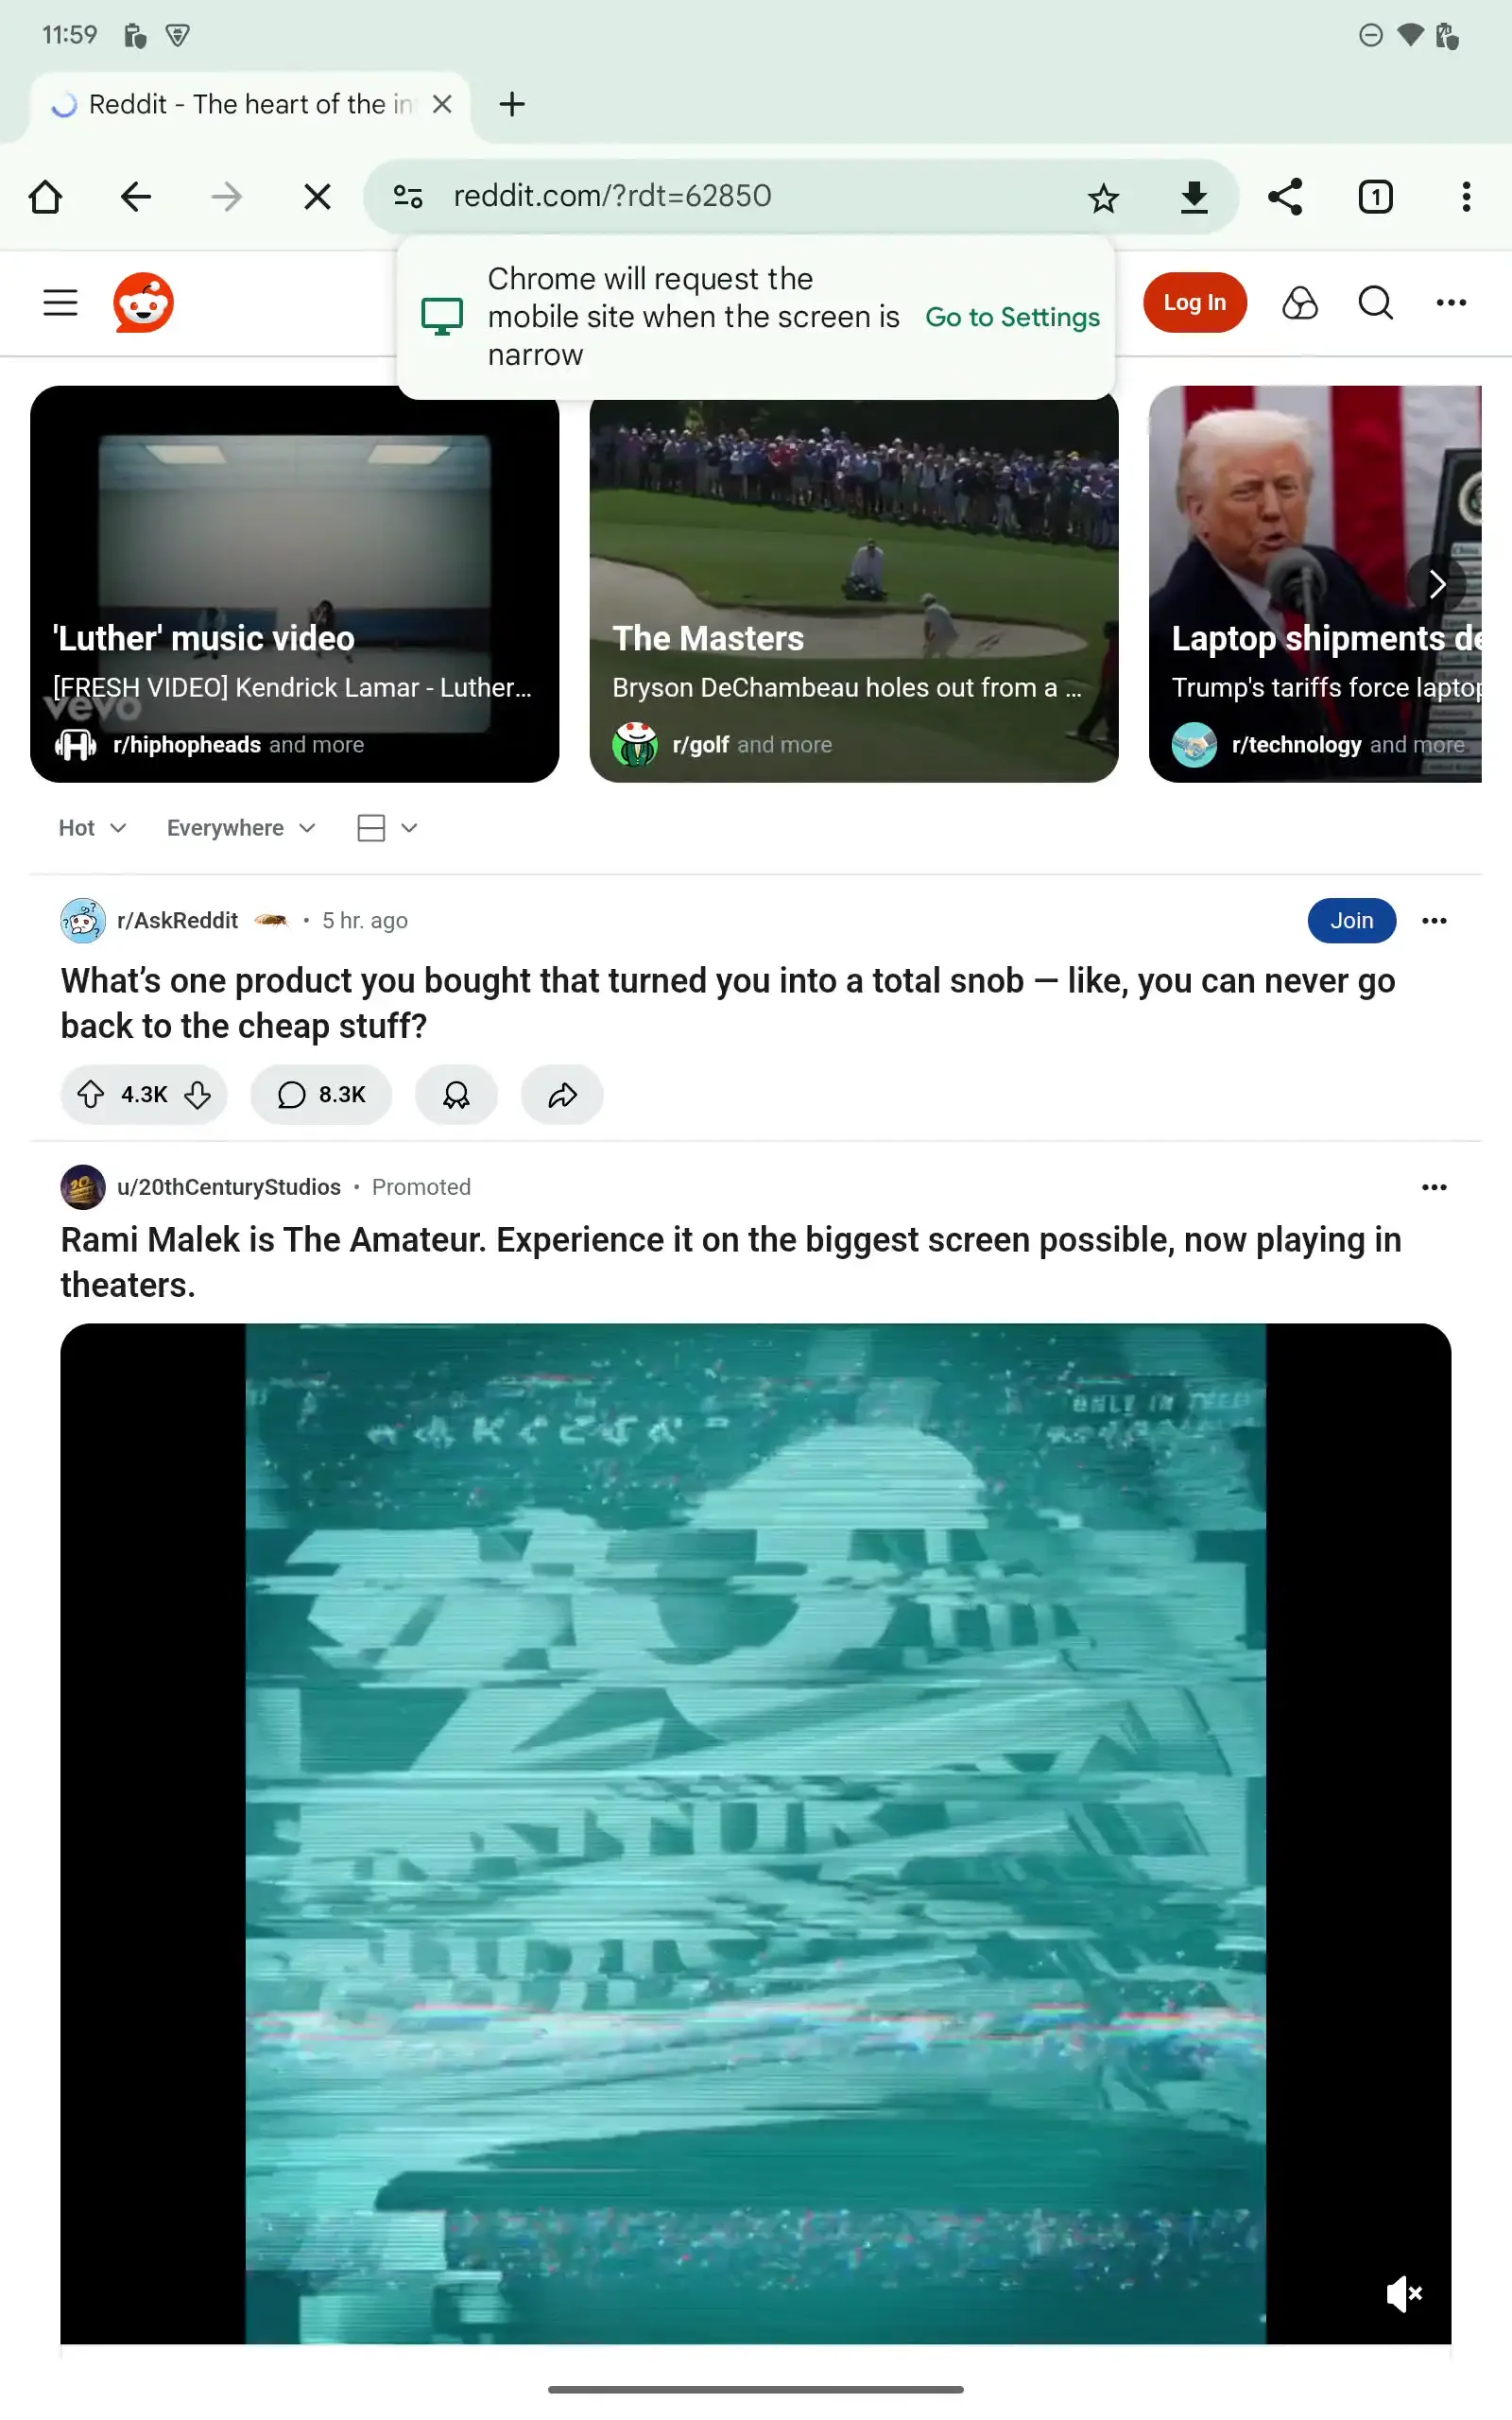 11:59
Reddit - The heart of the in
reddit.com/?rdt=62850
1
Chrome will request the
mobile site when the screen is
narrow
Go to Settings
Log In
'Luther' music video
[FRESH VIDEO] Kendrick Lamar - Luther...
vevo
r/hiphopheads and more
The Masters
Bryson DeChambeau holes out from a ...
r/golf and more
Laptop shipments de
Trump's tariffs force laptop
r/technology and more
Hot
Everywhere
r/AskReddit • 5 hr. ago
Join
What’s one product you bought that turned you into a total snob — like, you can never go
back to the cheap stuff?
4.3K
8.3K
u/20thCenturyStudios • Promoted
Rami Malek is The Amateur. Experience it on the biggest screen possible, now playing in
theaters.
ONLY IN